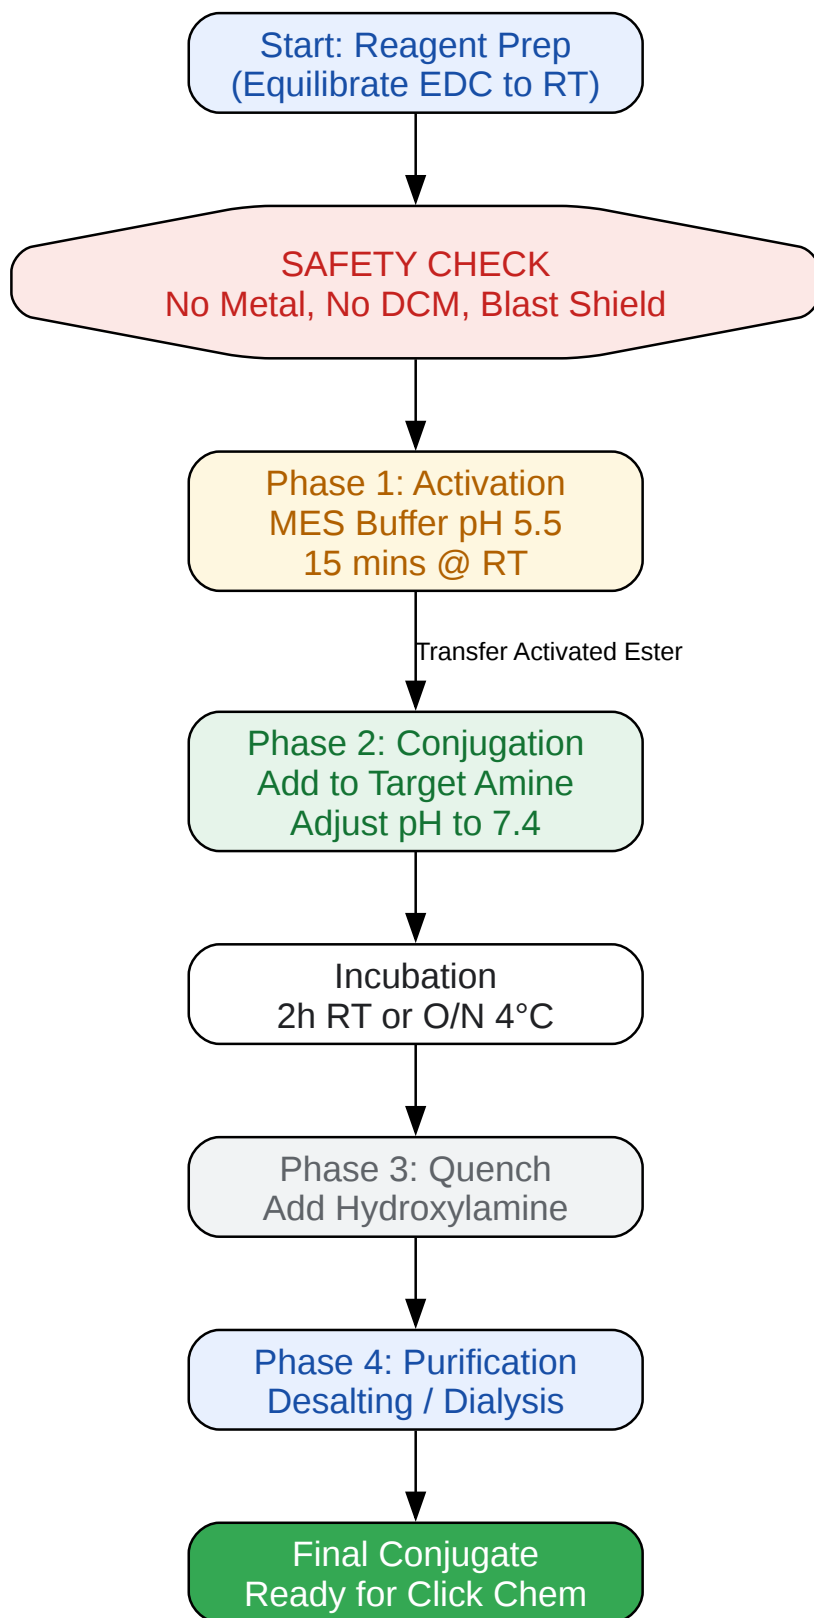 Start: Reagent Prep
(Equilibrate EDC to RT)
SAFETY CHECK
No Metal, No DCM, Blast Shield
Phase 1: Activation
MES Buffer pH 5.5
15 mins @ RT
Transfer Activated Ester
Phase 2: Conjugation
Add to Target Amine
Adjust pH to 7.4
Incubation
2h RT or O/N 4°C
Phase 3: Quench
Add Hydroxylamine
Phase 4: Purification
Desalting / Dialysis
Final Conjugate
Ready for Click Chem